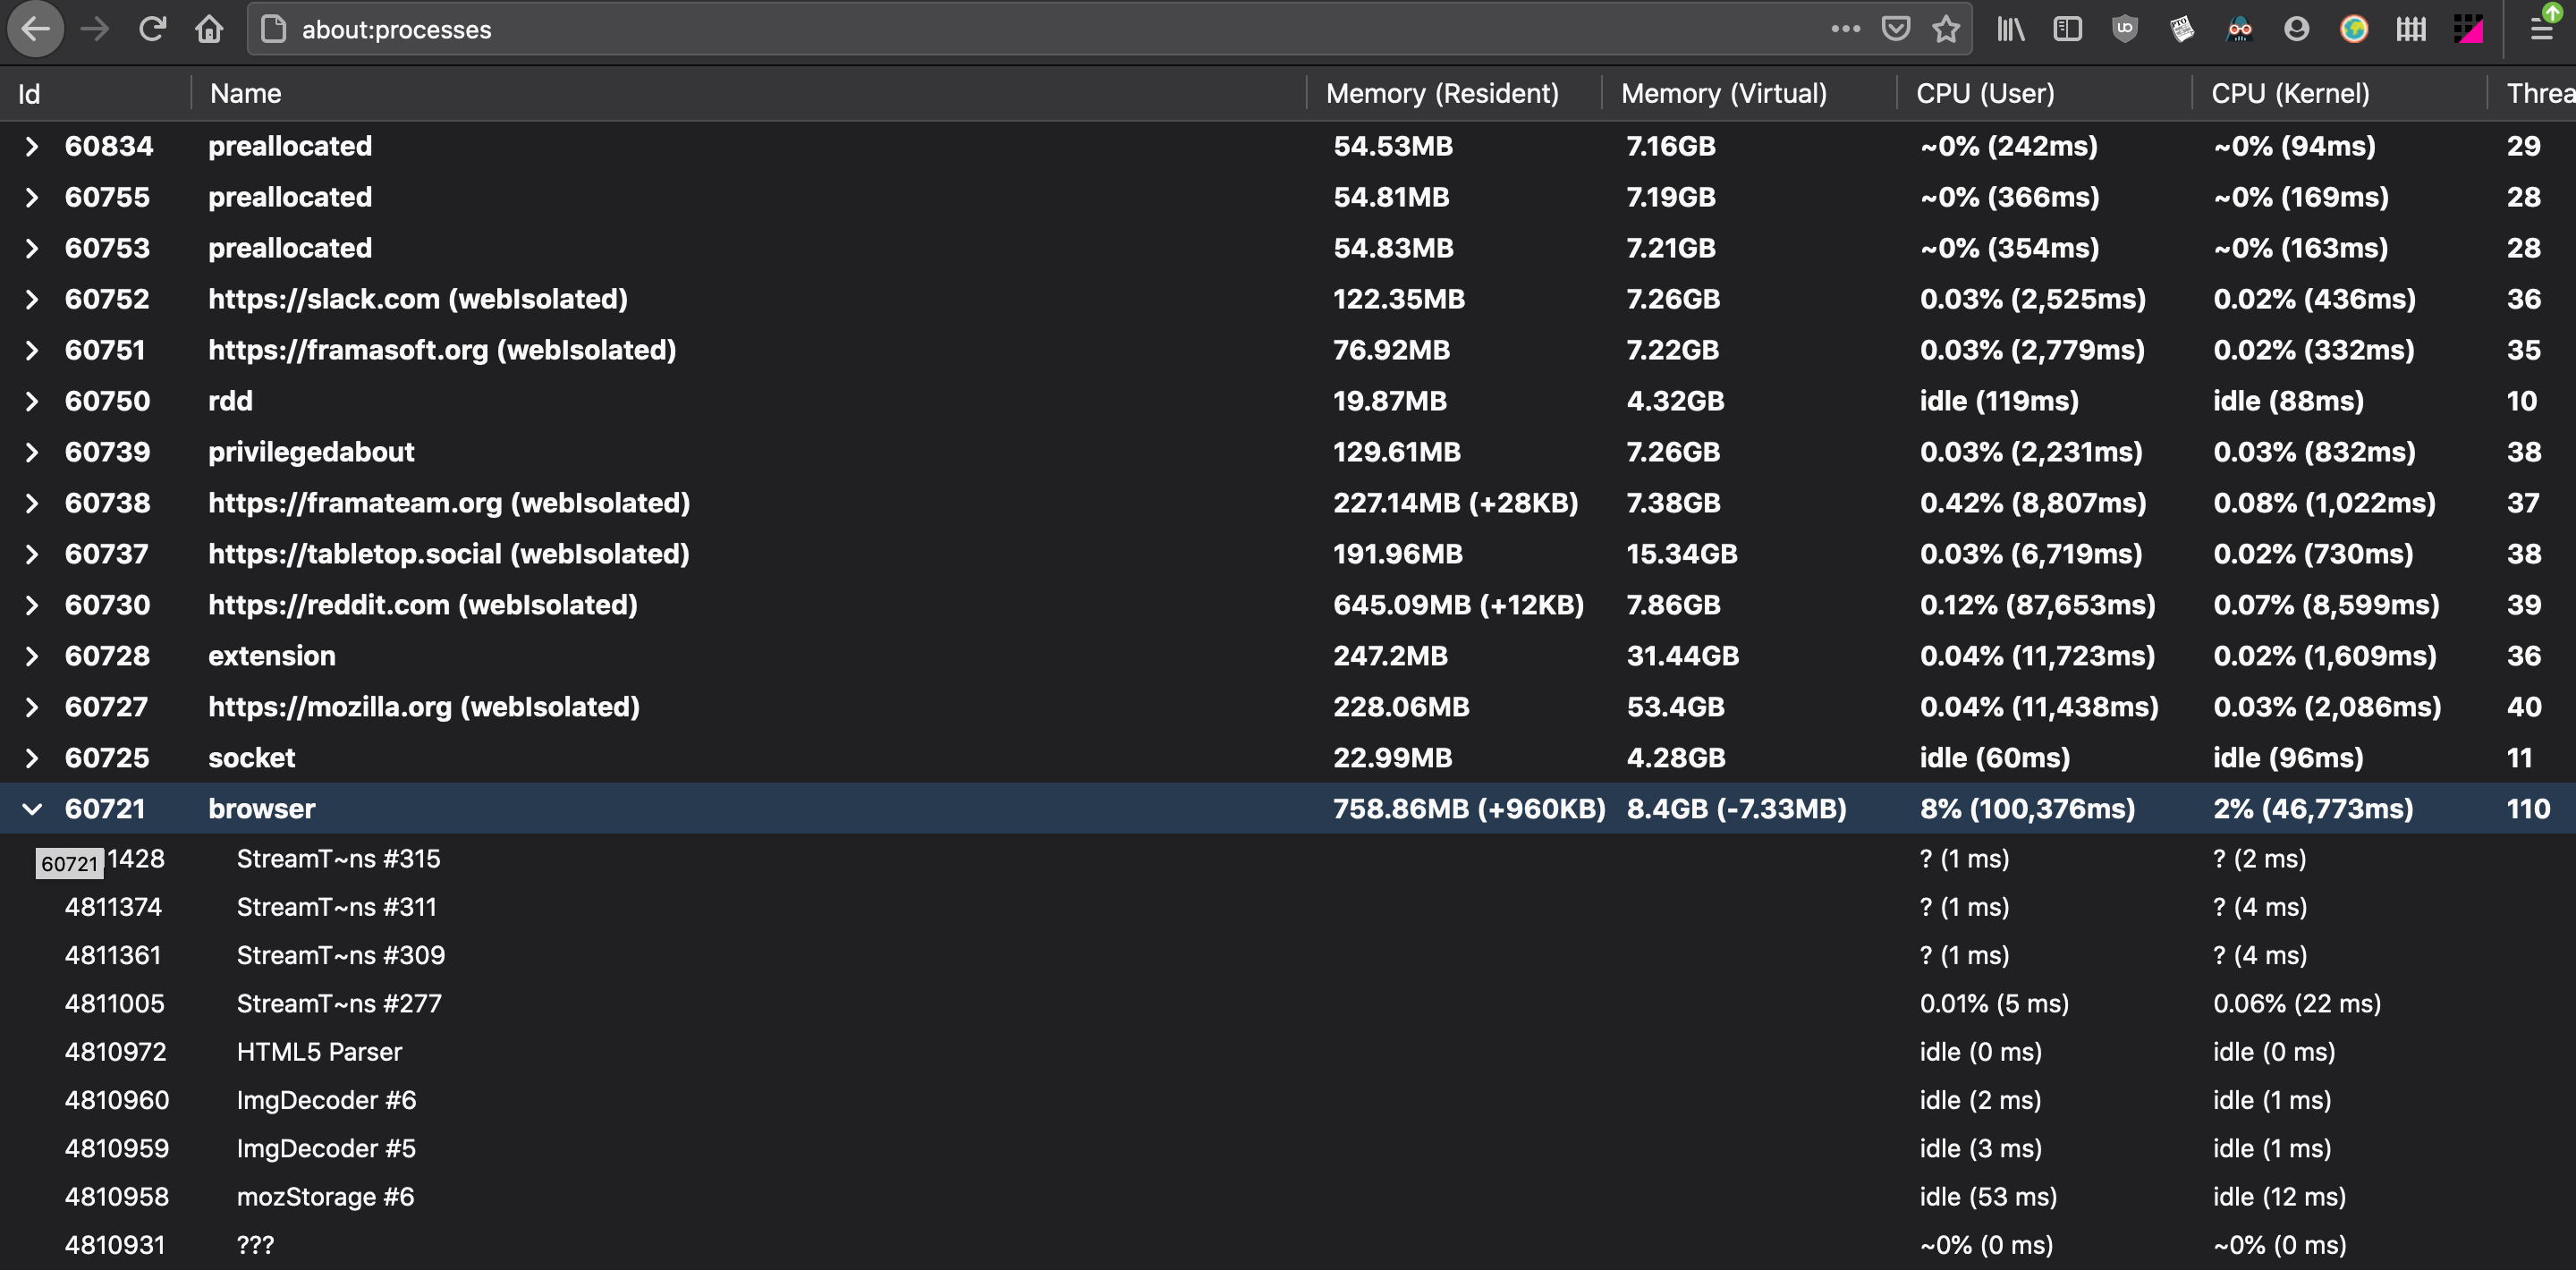 about:processes
Id Name Memory (Resident) Memory (Virtual) CPU (User) CPU (Kernel) Threa
60834 preallocated 54.53MB 7.16GB ~0% (242ms) ~0% (94ms) 29
60755 preallocated 54.81MB 7.19GB ~0% (366ms) ~0% (169ms) 28
60753 preallocated 54.83MB 7.21GB ~0% (354ms) ~0% (163ms) 28
60752 https://slack.com (webIsolated) 122.35MB 7.26GB 0.03% (2,525ms) 0.02% (436ms) 36
60751 https://framasoft.org (webIsolated) 76.92MB 7.22GB 0.03% (2,779ms) 0.02% (332ms) 35
60750 rdd 19.87MB 4.32GB idle (119ms) idle (88ms) 10
60739 privilegedabout 129.61MB 7.26GB 0.03% (2,231ms) 0.03% (832ms) 38
60738 https://framateam.org (webIsolated) 227.14MB (+28KB) 7.38GB 0.42% (8,807ms) 0.08% (1,022ms) 37
60737 https://tabletop.social (webIsolated) 191.96MB 15.34GB 0.03% (6,719ms) 0.02% (730ms) 38
60730 https://reddit.com (webIsolated) 645.09MB (+12KB) 7.86GB 0.12% (87,653ms) 0.07% (8,599ms) 39
60728 extension 247.2MB 31.44GB 0.04% (11,723ms) 0.02% (1,609ms) 36
60727 https://mozilla.org (webIsolated) 228.06MB 53.4GB 0.04% (11,438ms) 0.03% (2,086ms) 40
60725 socket 22.99MB 4.28GB idle (60ms) idle (96ms) 11
60721 browser 758.86MB (+960KB) 8.4GB (-7.33MB) 8% (100,376ms) 2% (46,773ms) 110
60721 1428 StreamT~ns #315 ? (1 ms) ? (2 ms)
4811374 StreamT~ns #311 ? (1 ms) ? (4 ms)
4811361 StreamT~ns #309 ? (1 ms) ? (4 ms)
4811005 StreamT~ns #277 0.01% (5 ms) 0.06% (22 ms)
4810972 HTML5 Parser idle (0 ms) idle (0 ms)
4810960 ImgDecoder #6 idle (2 ms) idle (1 ms)
4810959 ImgDecoder #5 idle (3 ms) idle (1 ms)
4810958 mozStorage #6 idle (53 ms) idle (12 ms)
4810931 ??? ~0% (0 ms) ~0% (0 ms)